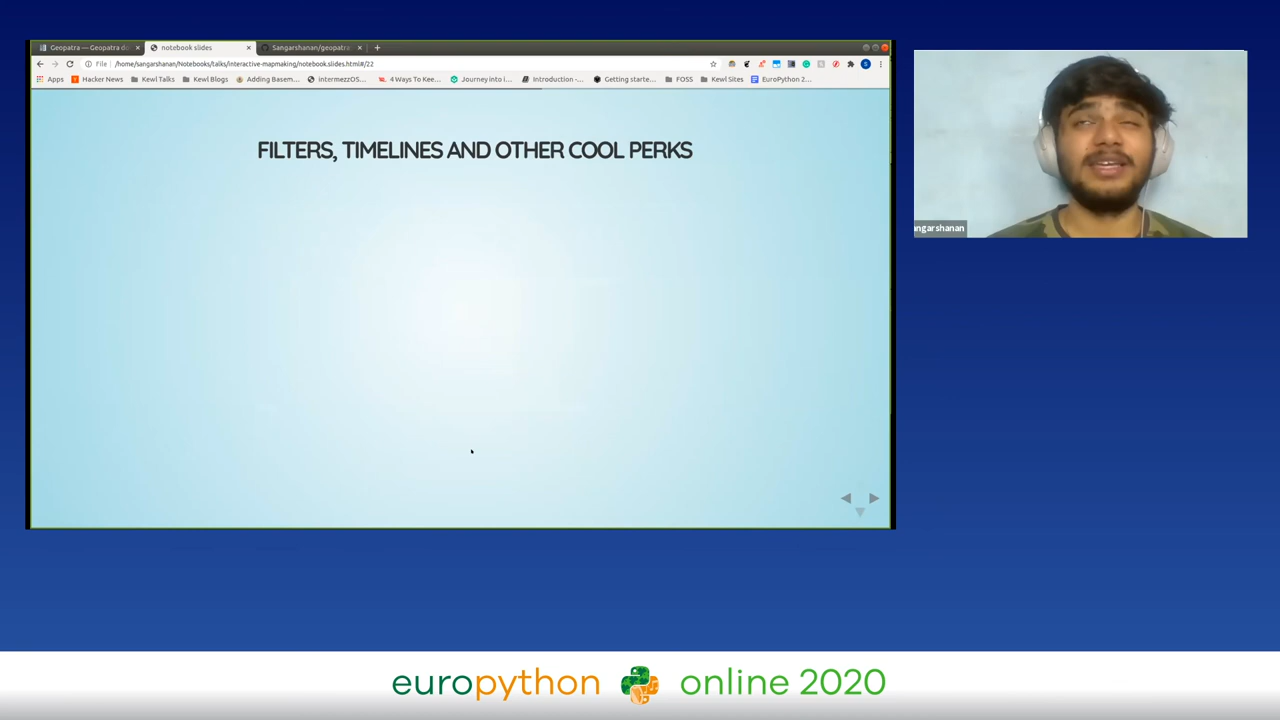 Geopatra — Geopatra do
notebook slides
Sangarshanan/geopatra
File
/home/sangarshanan/Notebooks/talks/interactive-mapmaking/notebook.slides.html#/22
Apps
Hacker News
Kewl Talks
Kewl Blogs
Adding Basem...
intermezzOS...
4 Ways To Kee...
Journey into i...
Introduction -...
Getting starte...
FOSS
Kewl Sites
EuroPython 2...
FILTERS, TIMELINES AND OTHER COOL PERKS
angarshanan
europython online 2020